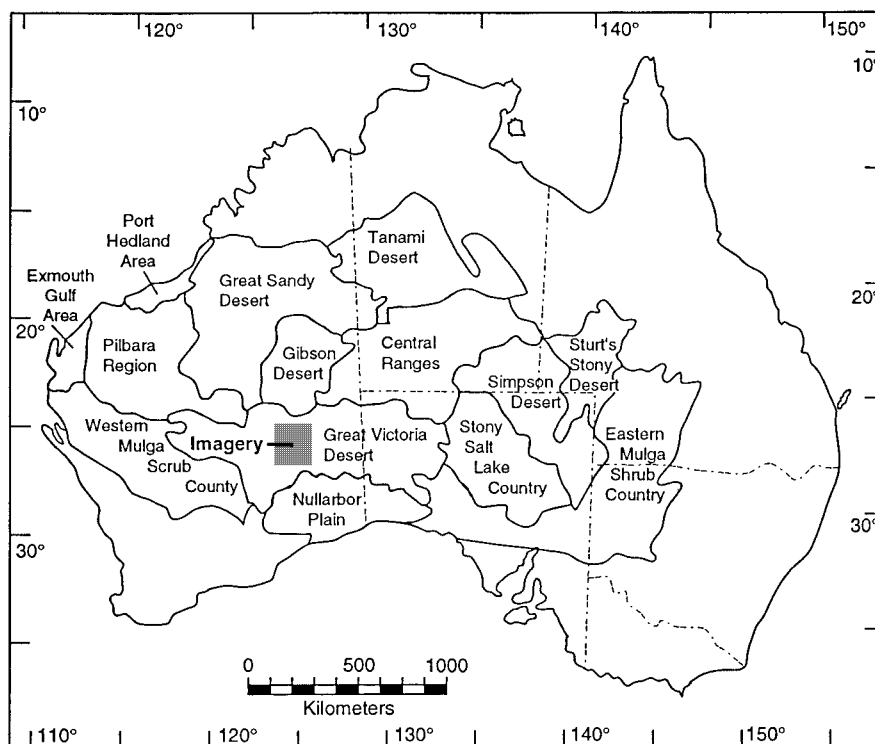 120°
130°
140°
150°
10°
10°
Port
Hedland
Area
Exmouth
Gulf
Area
Tanami
Desert
Great Sandy
Desert
20°
20°
Pilbara
Region
Gibson
Desert
Central
Ranges
Sturt's
Stony
Desert
Simpson
Desert
Western
Mulga
Scrub
County
Imagery
Great Victoria
Desert
Stony
Salt
Lake
Country
Eastern
Mulga
Shrub
Country
Nullarbor
Plain
30°
30°
0 500 1000
Kilometers
110°
120°
130°
140°
150°